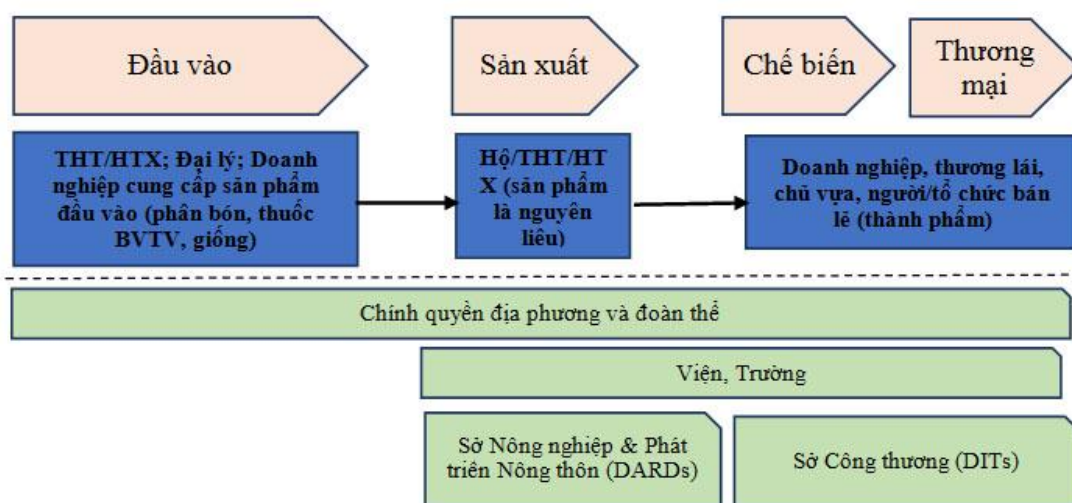 Đầu vào
Sản xuất
Chế biến
Thương
mại
THT/HTX; Đại lý; Doanh
nghiệp cung cấp sản phẩm
đầu vào (phân bón, thuốc
BVTV, giống)
Hộ/THT/HT
X (sản phẩm
là nguyên
liêu)
Doanh nghiệp, thương lái,
chủ vựa, người/tổ chức bán
lẻ (thành phẩm)
Chính quyền địa phương và đoàn thể
Viện, Trường
Sở Nông nghiệp & Phát
triển Nông thôn (DARDs)
Sở Công thương (DITs)